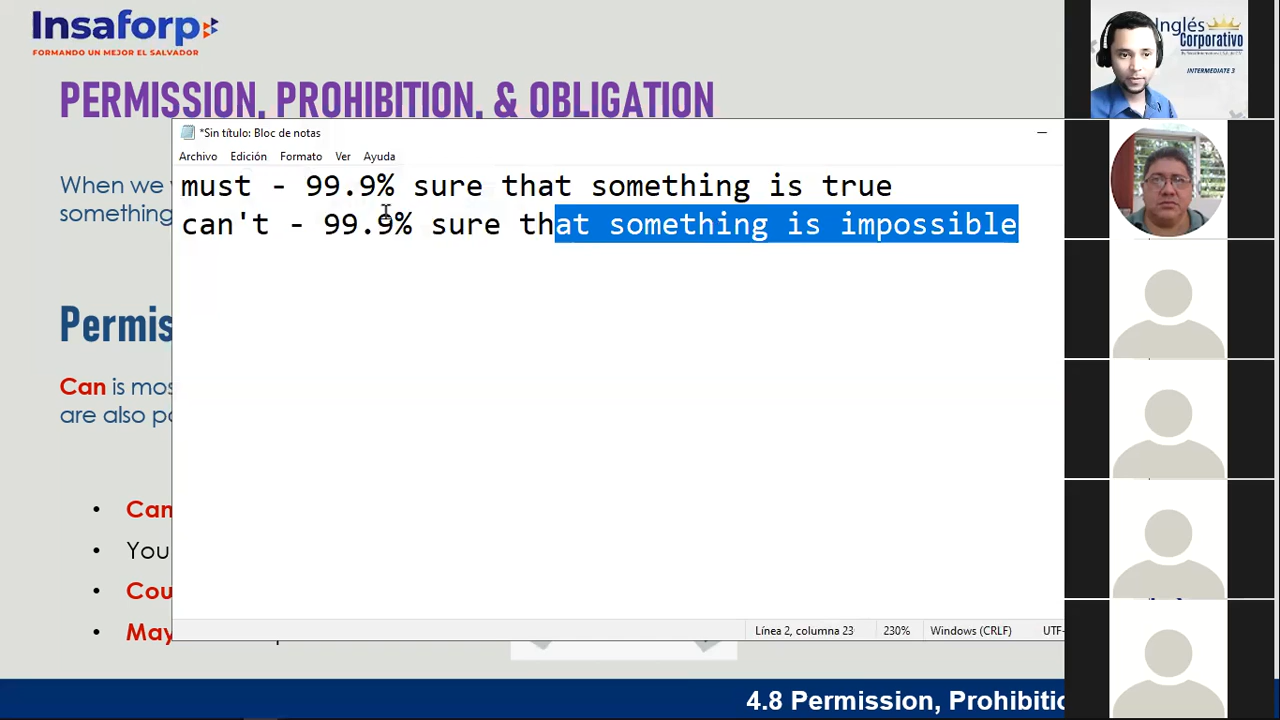 Insaforp
FORMANDO UN MEJOR EL SALVADOR
PERMISSION, PROHIBITION, & OBLIGATION
When we
something
*Sin título: Bloc de notas
Archivo Edición Formato Ver Ayuda
must - 99.9% sure that something is true
can't - 99.9% sure that something is impossible
Permis
Can is mos
are also po
• Can
• You
• Cou
• May
Línea 2, columna 23 230% Windows (CRLF) UTF-
4.8 Permission, Prohibitio
Inglés
Corporativo
INTERMEDIATE 3